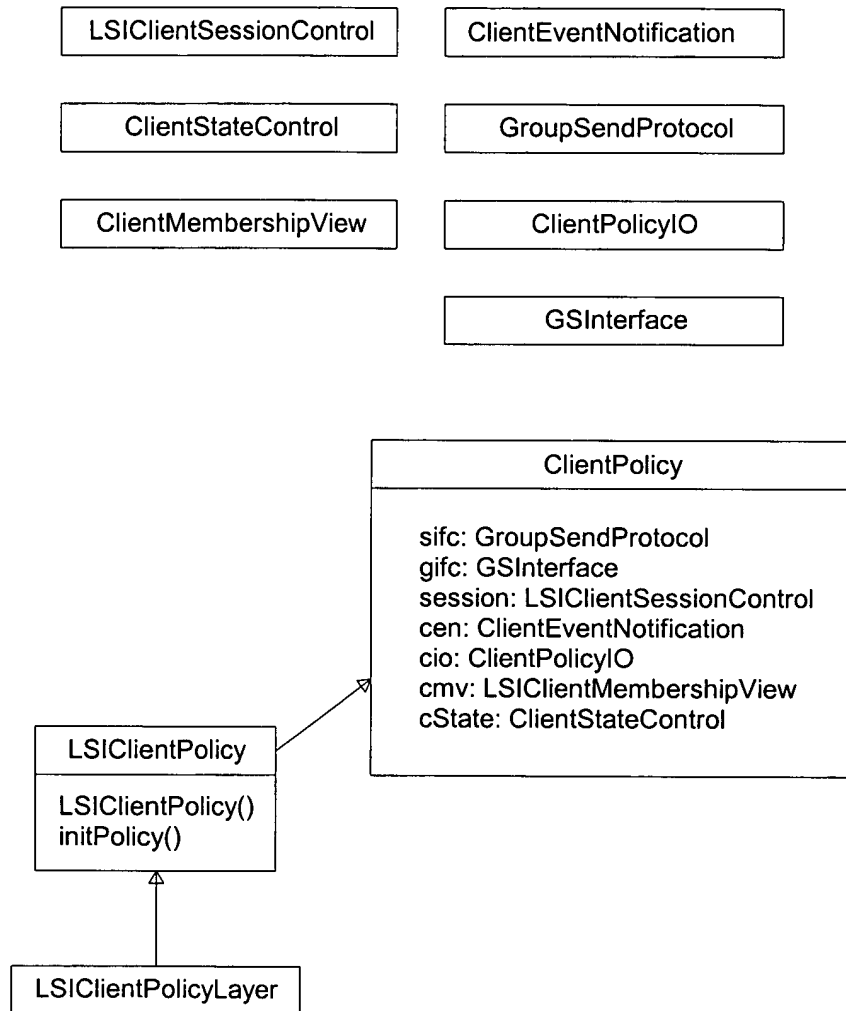 LSIClientSessionControl
ClientEventNotification
ClientStateControl
GroupSendProtocol
ClientMembershipView
ClientPolicyIO
GSInterface
ClientPolicy
sifc: GroupSendProtocol
gifc: GSInterface
session: LSIClientSessionControl
cen: ClientEventNotification
cio: ClientPolicyIO
cmv: LSIClientMembershipView
cState: ClientStateControl
LSIClientPolicy
LSIClientPolicy()
initPolicy()
LSIClientPolicyLayer